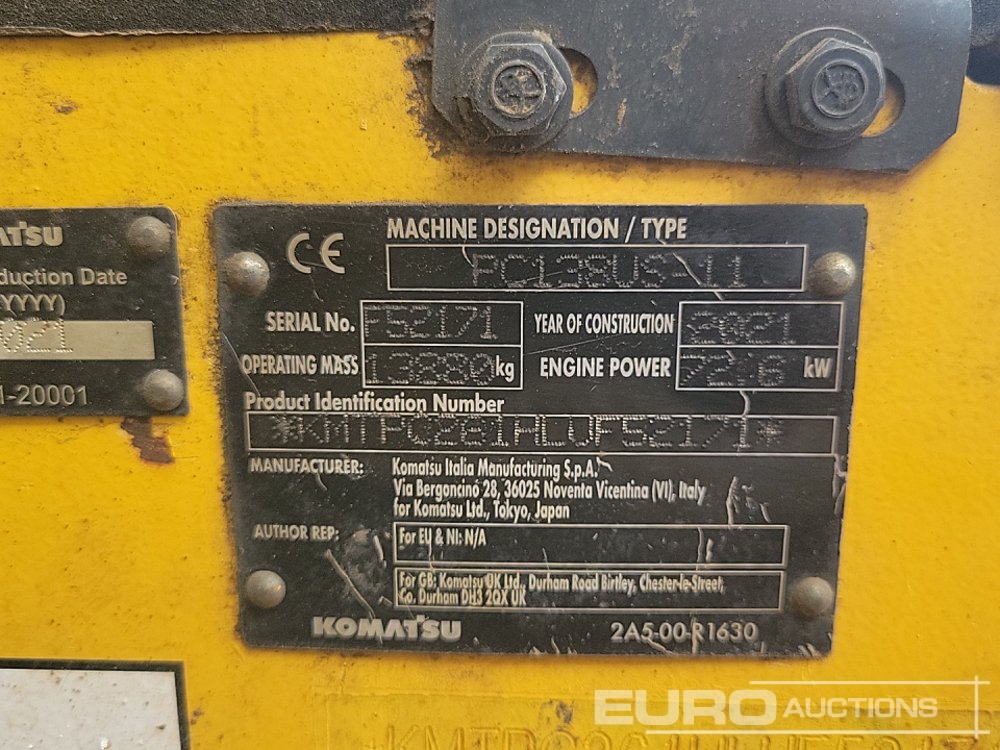 CE
MACHINE DESIGNATION / TYPE
PC138US-11
SERIAL No. F52171
YEAR OF CONSTRUCTION 2021
OPERATING MASS 13880 kg
ENGINE POWER 72.6 kW
Product Identification Number
*KMTPC281HLVF52171*
MANUFACTURER: Komatsu Italia Manufacturing S.p.A.
Via Bergoncino 28, 36025 Noventa Vicentina (VI), Italy
for Komatsu Ltd., Tokyo, Japan
AUTHOR REP: For EU & NI: N/A
For GB: Komatsu UK Ltd., Durham Road Birtley, Chester-le-Street,
Co. Durham DH3 2QX UK
KOMATSU 2A5-00-R1630
ATSU
duction Date
YYYY)
021
1-20001
EURO AUCTIONS